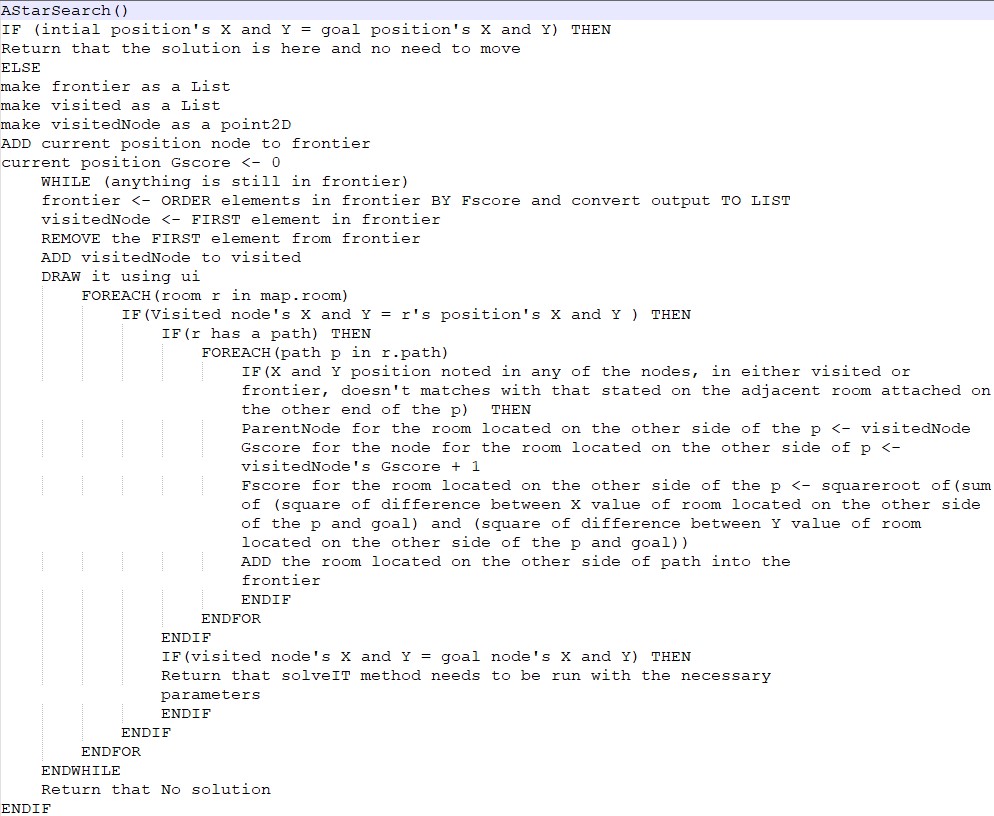 AStarSearch()
IF (intial position's X and Y = goal position's X and Y) THEN
Return that the solution is here and no need to move
ELSE
make frontier as a List
make visited as a List
make visitedNode as a point2D
ADD current position node to frontier
current position Gscore <- 0
WHILE (anything is still in frontier)
frontier <- ORDER elements in frontier BY Fscore and convert output TO LIST
visitedNode <- FIRST element in frontier
REMOVE the FIRST element from frontier
ADD visitedNode to visited
DRAW it using ui
FOREACH(room r in map.room)
IF(Visited node's X and Y = r's position's X and Y ) THEN
IF(r has a path) THEN
FOREACH(path p in r.path)
IF(X and Y position noted in any of the nodes, in either visited or
frontier, doesn't matches with that stated on the adjacent room attached on
the other end of the p)  THEN
ParentNode for the room located on the other side of the p <- visitedNode
Gscore for the node for the room located on the other side of p <-
visitedNode's Gscore + 1
Fscore for the room located on the other side of the p <- squareroot of(sum
of (square of difference between X value of room located on the other side
of the p and goal) and (square of difference between Y value of room
located on the other side of the p and goal))
ADD the room located on the other side of path into the
frontier
ENDIF
ENDFOR
ENDIF
IF(visited node's X and Y = goal node's X and Y) THEN
Return that solveIT method needs to be run with the necessary
parameters
ENDIF
ENDIF
ENDFOR
ENDWHILE
Return that No solution
ENDIF